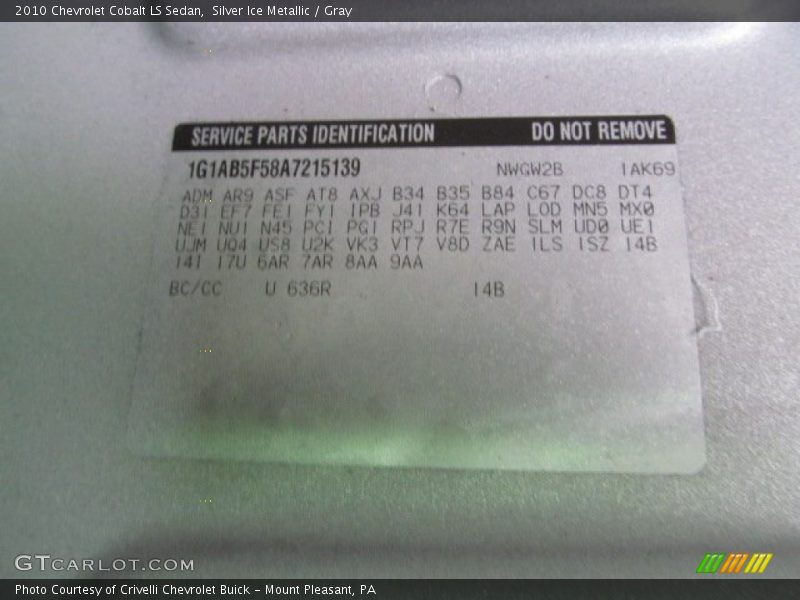 2010 Chevrolet Cobalt LS Sedan,  Silver Ice Metallic / Gray
SERVICE PARTS IDENTIFICATION DO NOT REMOVE
1G1AB5F58A7215139 NWGW2B 1AK69
ADM AR9 ASF AT8 AXJ B34 B35 B84 C67 DC8 DT4
D31 EF7 FE1 FY1 IPB J41 K64 LAP LOD MN5 MX0
NE1 NU1 N45 PC1 PG1 RPJ R7E R9N SLM UD0 UE1
UJM UQ4 US8 U2K VK3 VT7 V8D ZAE 1LS 1SZ 14B
141 17U 6AR 7AR 8AA 9AA
BC/CC U 636R 14B
GTCARLOT.COM
Photo Courtesy of Crivelli Chevrolet Buick - Mount Pleasant, PA